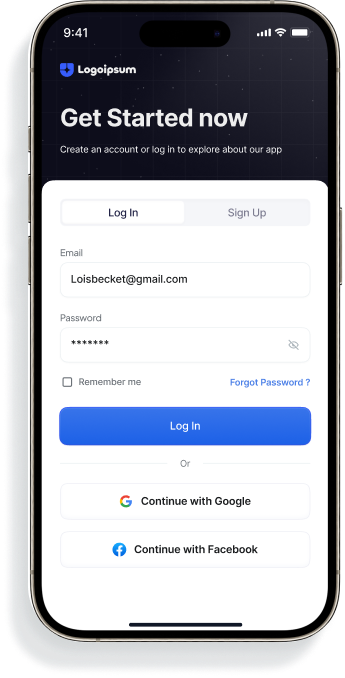 9:41
Logoipsum
Get Started now
Create an account or log in to explore about our app
Log In
Sign Up
Email
Loisbecket@gmail.com
Password
*******
Remember me
Forgot Password ?
Log In
Or
Continue with Google
Continue with Facebook